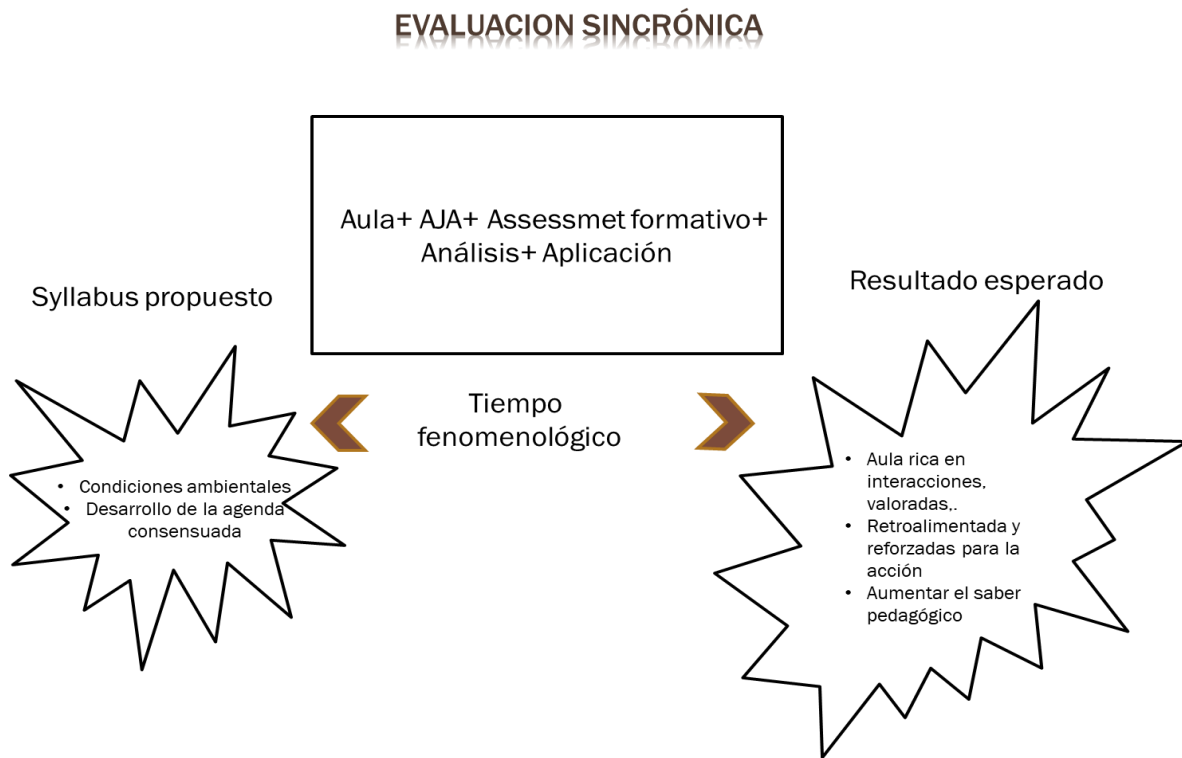 EVALUACION SINCRÓNICA
Aula+ AJA+ Assessmet formativo+
Análisis+ Aplicación
Syllabus propuesto
Resultado esperado
Tiempo
fenomenológico
• Condiciones ambientales
• Desarrollo de la agenda
consensuada
• Aula rica en
interacciones,
valoradas,.
• Retroalimentada y
reforzadas para la
acción
• Aumentar el saber
pedagógico